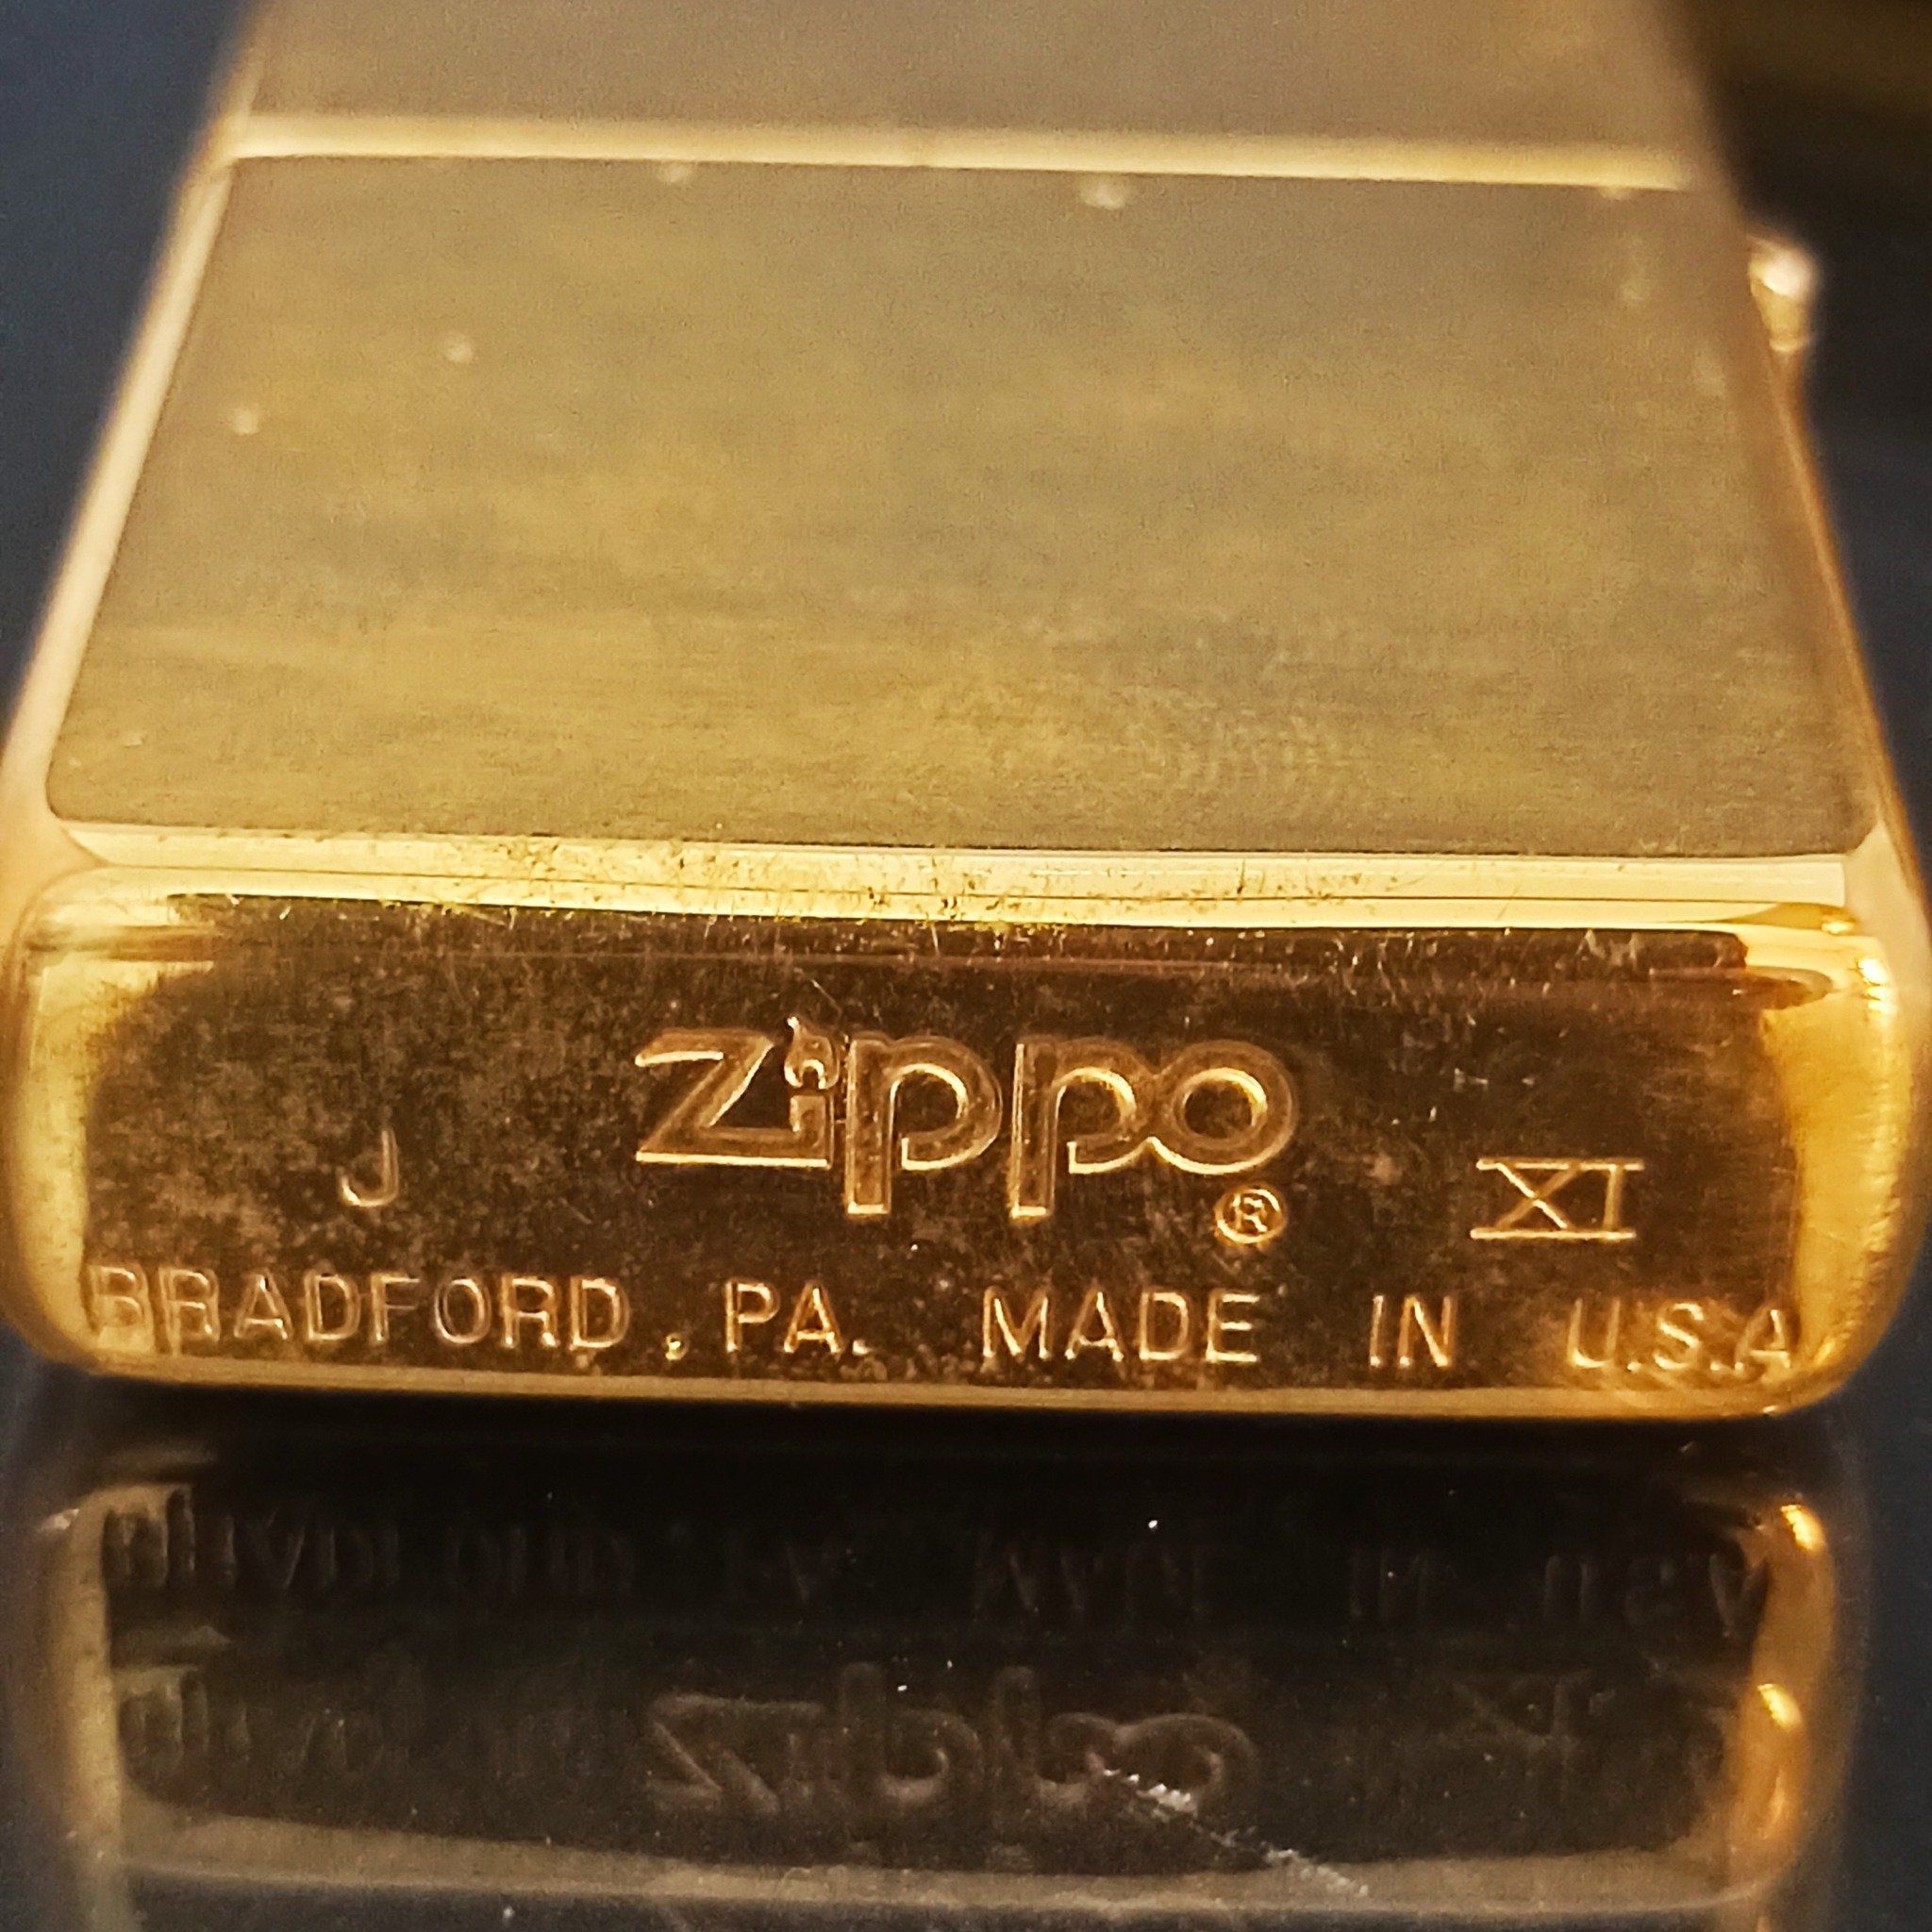 Zippo
J ® XI
BRADFORD, PA. MADE IN U.S.A